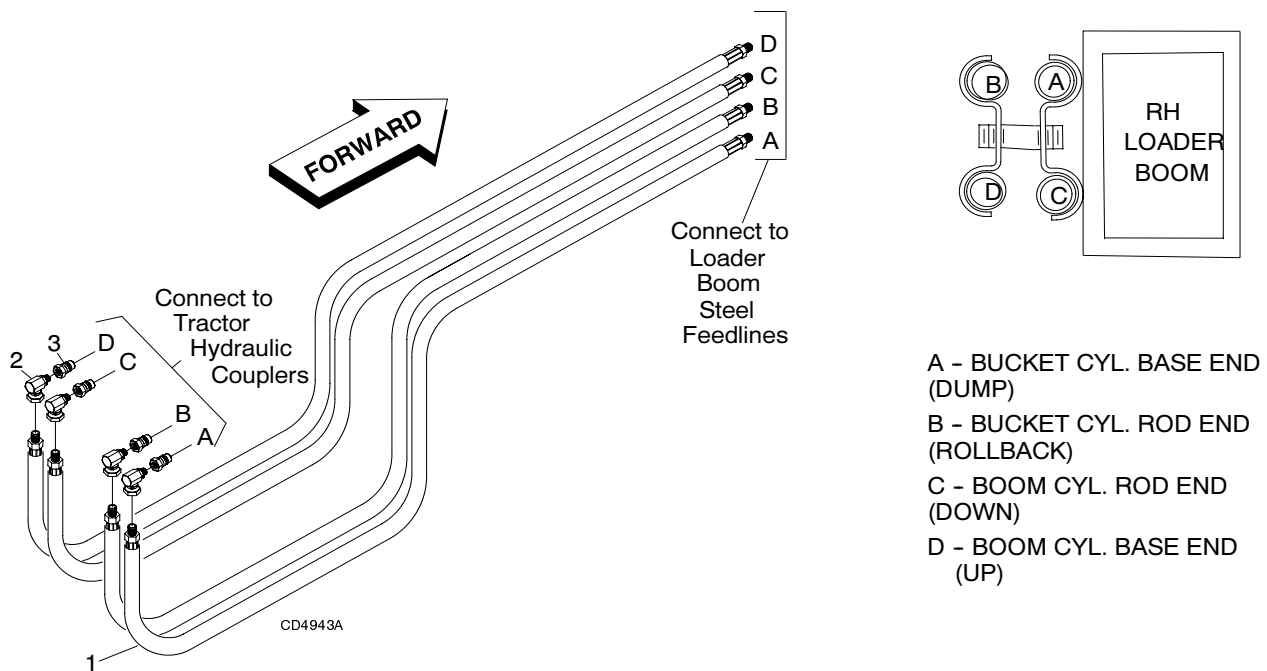 D
C
B
A
FORWARD
Connect to
Loader
Boom
Steel
Feedlines
Connect to
Tractor
Hydraulic
Couplers
2
3
D
C
B
A
1
CD4943A
B
A
D
C
RH
LOADER
BOOM
A - BUCKET CYL. BASE END
(DUMP)
B - BUCKET CYL. ROD END
(ROLLBACK)
C - BOOM CYL. ROD END
(DOWN)
D - BOOM CYL. BASE END
(UP)